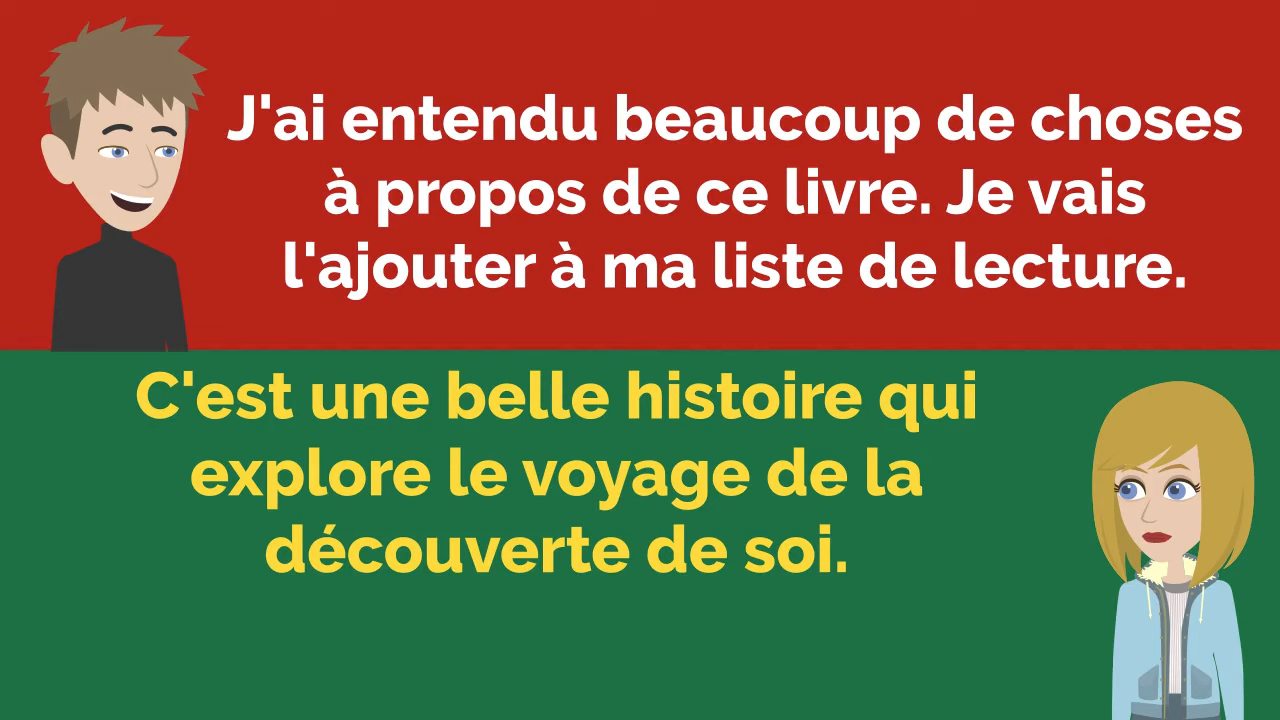 J'ai entendu beaucoup de choses
à propos de ce livre. Je vais
l'ajouter à ma liste de lecture.
C'est une belle histoire qui
explore le voyage de la
découverte de soi.